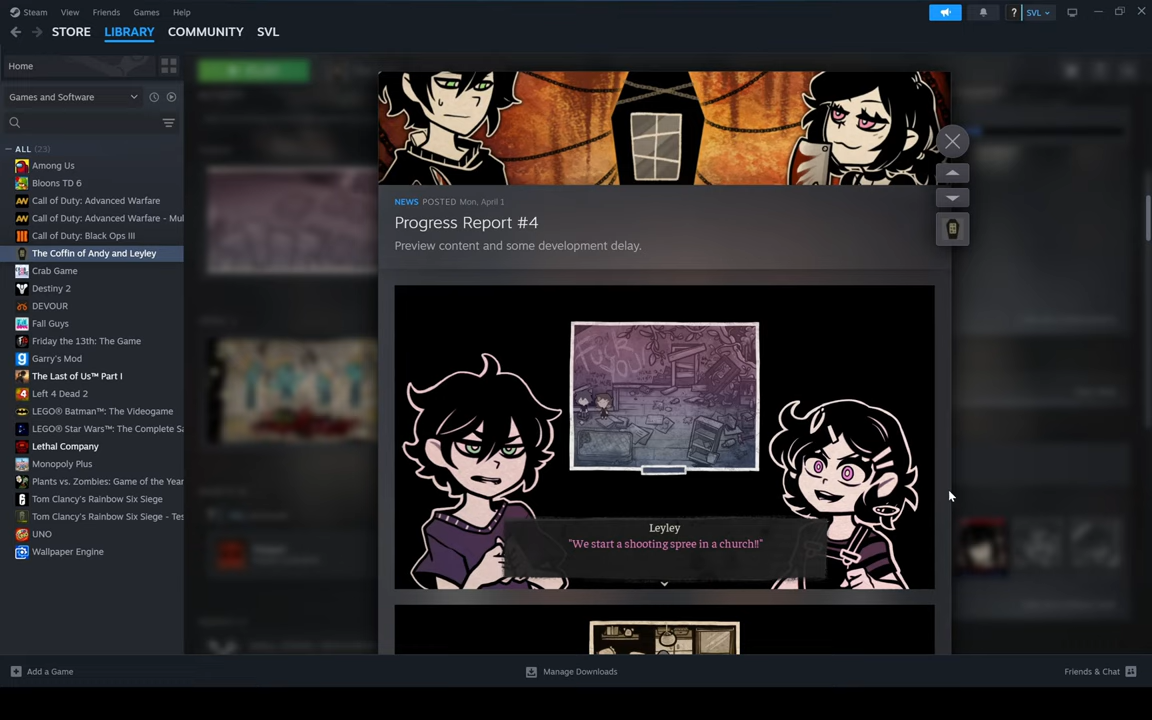 Steam View Friends Games Help
? SVL
STORE LIBRARY COMMUNITY SVL
Home
Games and Software
ALL (23)
Among Us
Bloons TD 6
Call of Duty: Advanced Warfare
Call of Duty: Advanced Warfare - Mul
Call of Duty: Black Ops III
The Coffin of Andy and Leyley
Crab Game
Destiny 2
DEVOUR
Fall Guys
Friday the 13th: The Game
Garry's Mod
The Last of Us™ Part I
Left 4 Dead 2
LEGO® Batman™: The Videogame
LEGO® Star Wars™: The Complete Sa
Lethal Company
Monopoly Plus
Plants vs. Zombies: Game of the Year
Tom Clancy's Rainbow Six Siege
Tom Clancy's Rainbow Six Siege - Tes
UNO
Wallpaper Engine
NEWS POSTED Mon, April 1
Progress Report #4
Preview content and some development delay.
Fuck You
Leyley
"We start a shooting spree in a church!!"
Add a Game
Manage Downloads
Friends & Chat